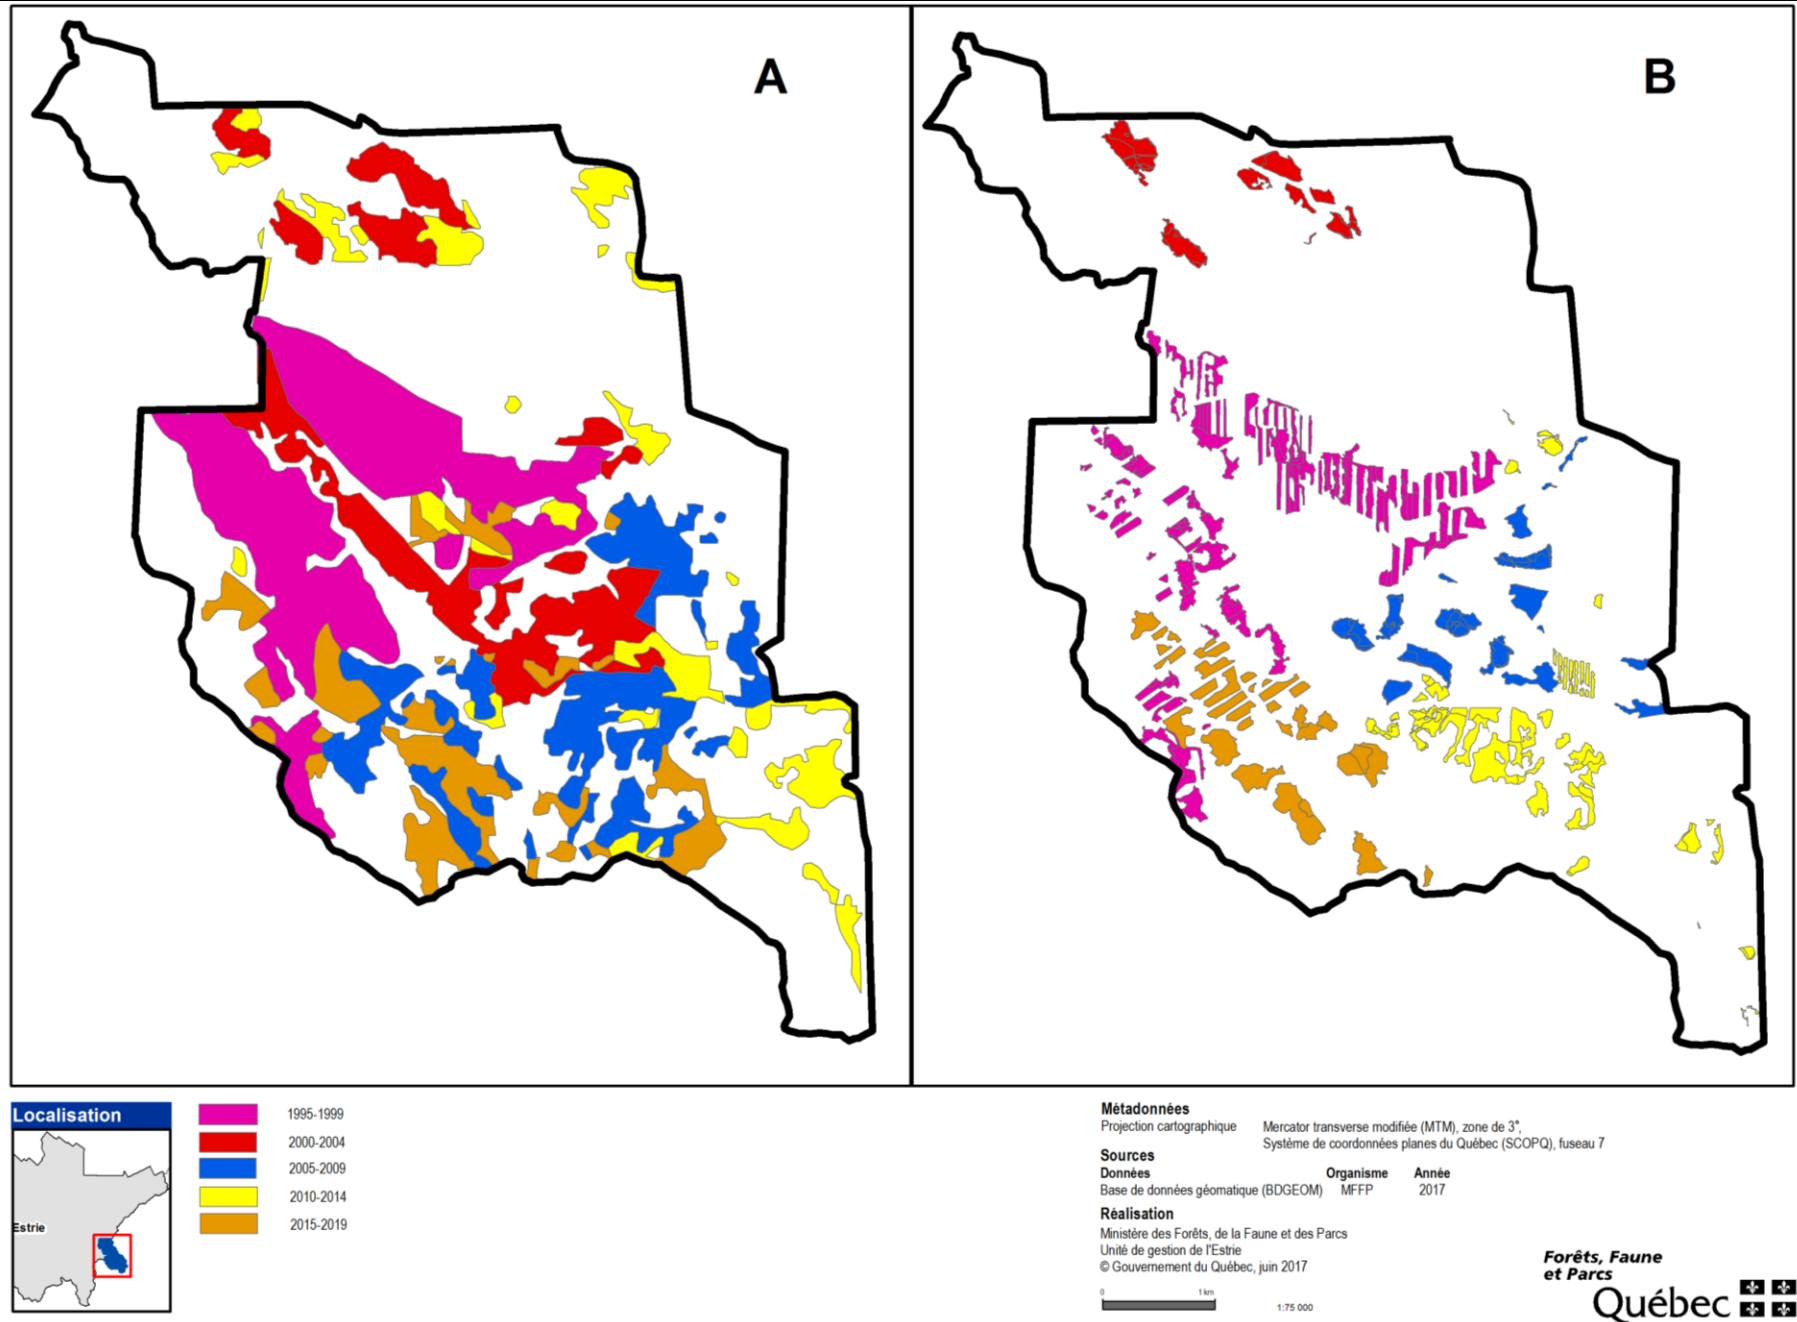 A
B
Localisation
Estrie
1995-1999
2000-2004
2005-2009
2010-2014
2015-2019
Métadonnées
Projection cartographique Mercator transverse modifiée (MTM), zone de 3°,
Système de coordonnées planes du Québec (SCOPQ), fuseau 7
Sources
Données Organisme Année
Base de données géomatique (BDGEOM) MFFP 2017
Réalisation
Ministère des Forêts, de la Faune et des Parcs
Unité de gestion de l'Estrie
© Gouvernement du Québec, juin 2017
0 1 km
1:75 000
Forêts, Faune
et Parcs
Québec